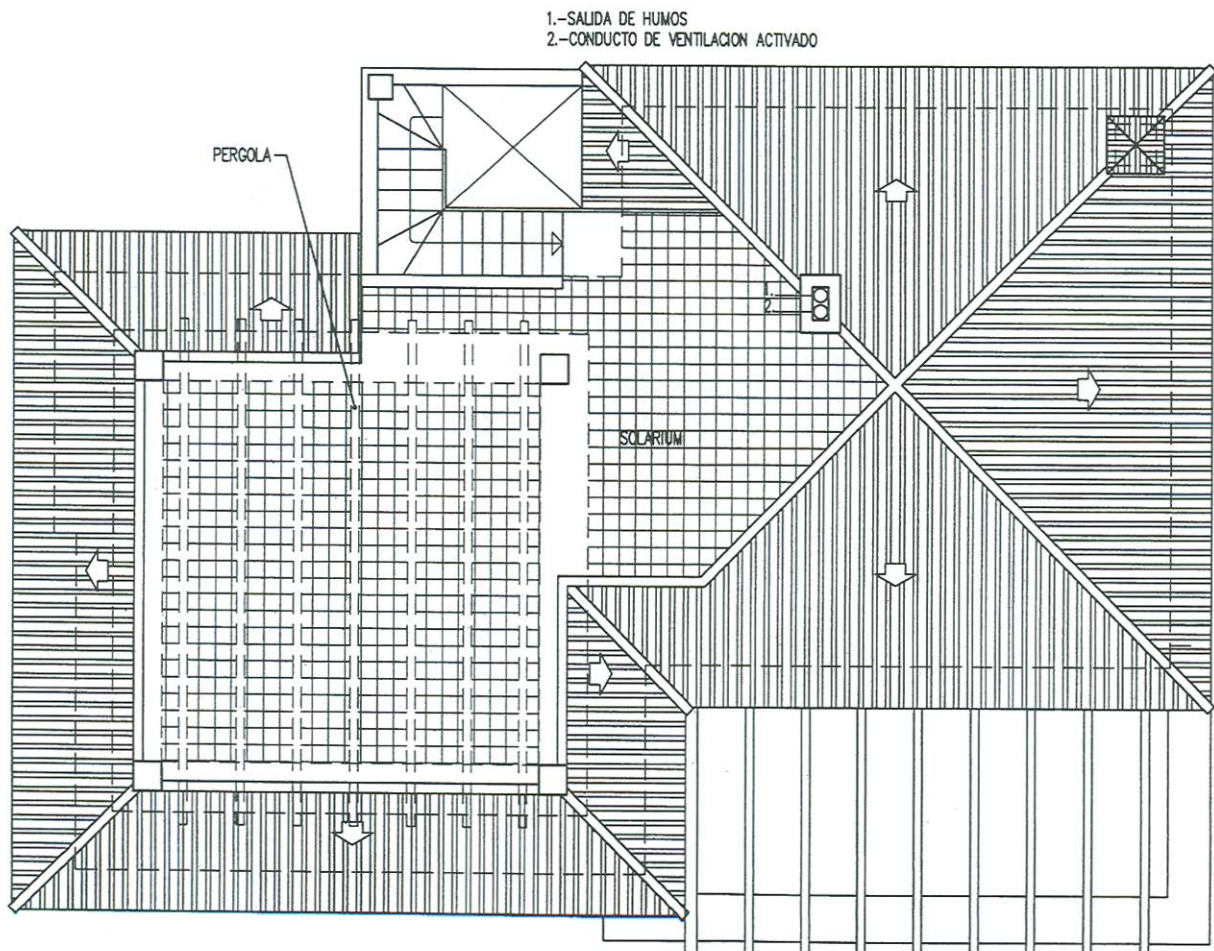 1.-SALIDA DE HUMOS
2.-CONDUCTO DE VENTILACION ACTIVADO
PERGOLA
1
2
SOLARIUM